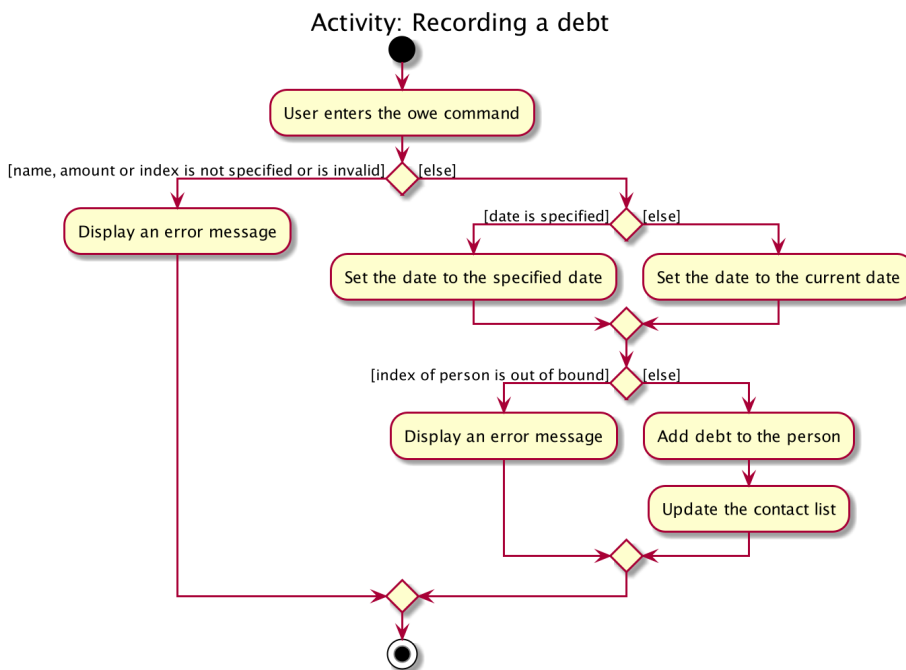 Activity: Recording a debt
User enters the owe command
[name, amount or index is not specified or is invalid]
[else]
Display an error message
[date is specified]
[else]
Set the date to the specified date
Set the date to the current date
[index of person is out of bound]
[else]
Display an error message
Add debt to the person
Update the contact list